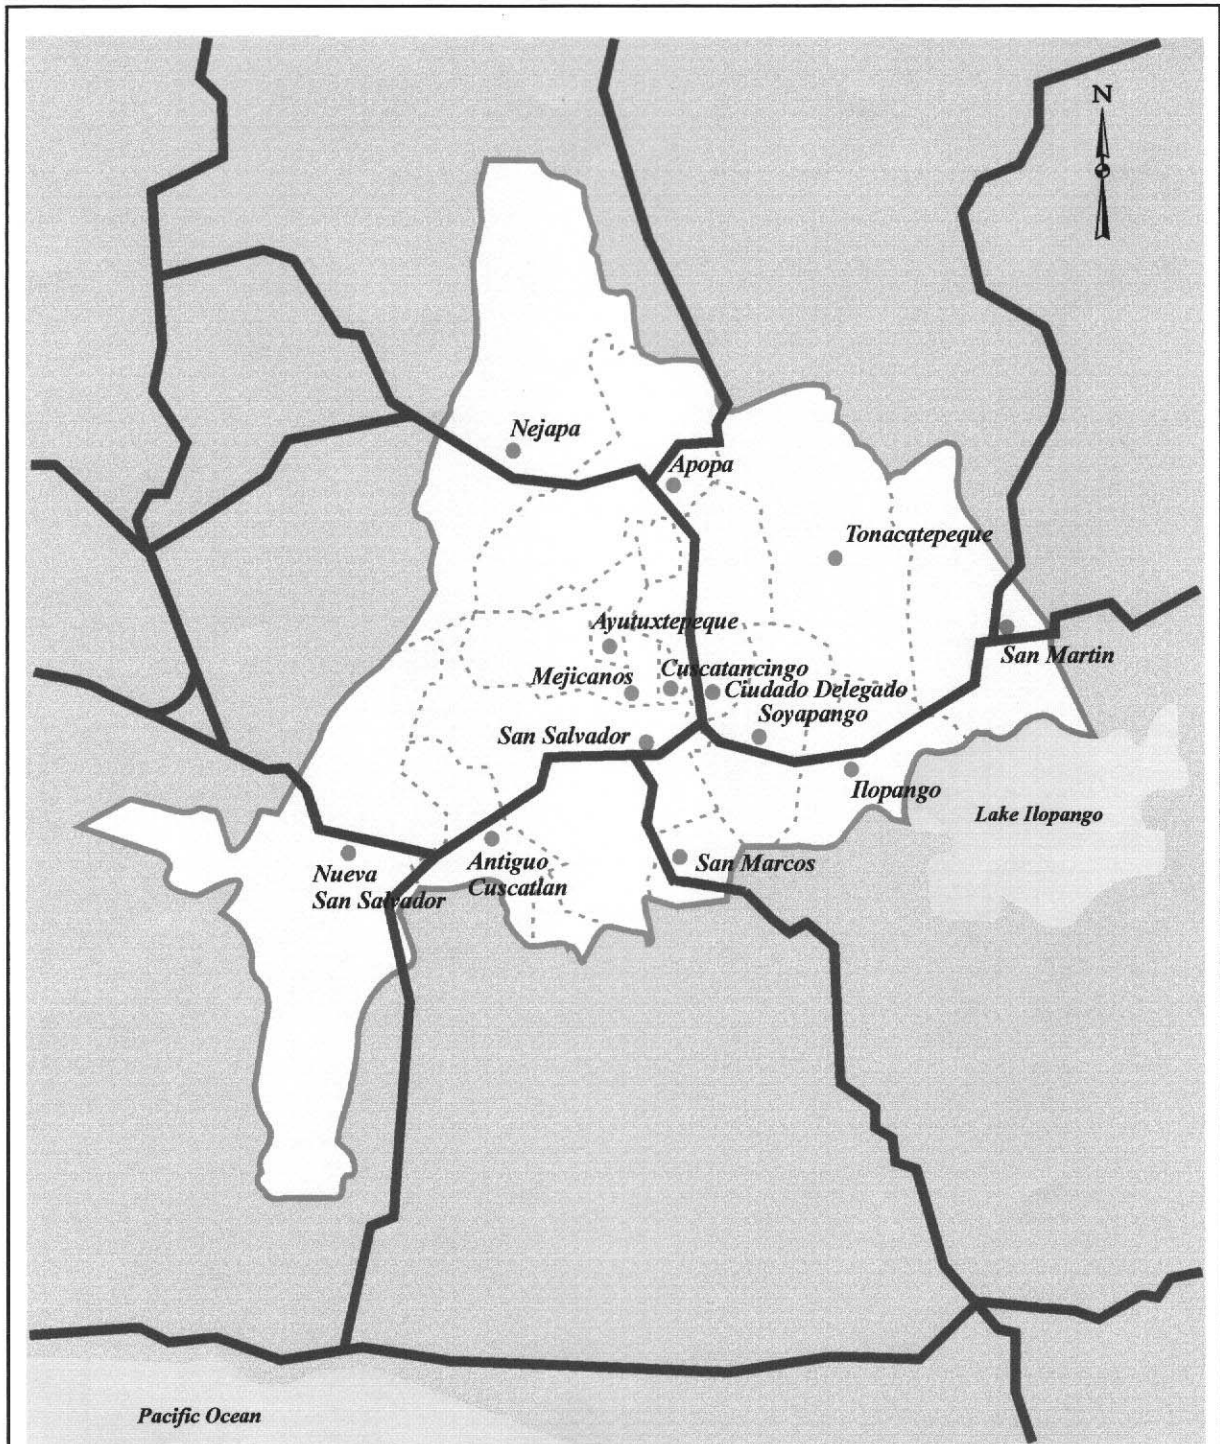 N
Nejapa
Apopa
Tonacatepeque
Ayutuxtepeque
San Martin
Cuscatancingo
Mejicanos
Ciudado Delegado
Soyapango
San Salvador
Ilopango
Lake Ilopango
Antiguo
Cuscatlan
San Marcos
Nueva
San Salvador
Pacific Ocean